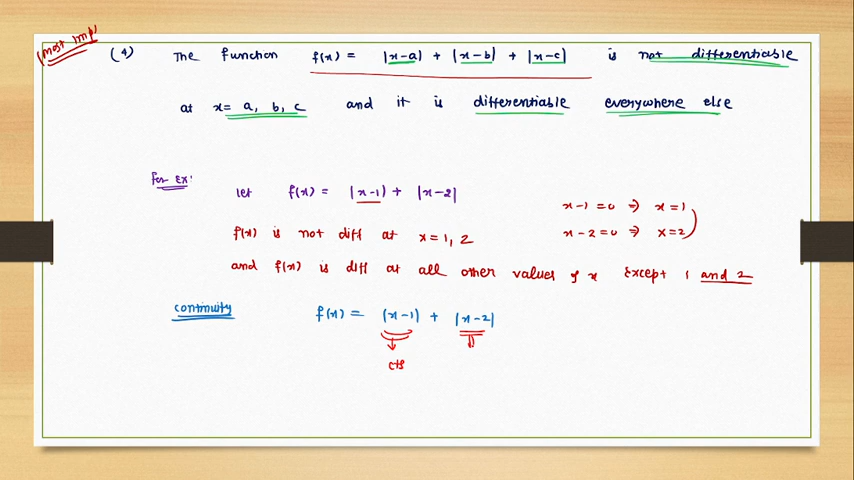 (most imp)
(4) The function f(x) = |x-a| + |x-b| + |x-c| is not differentiable
at x= a, b, c and it is differentiable everywhere else
For Ex:
let f(x) = |x-1| + |x-2|
x-1 =0 ⇒ x=1
x-2 =0 ⇒ x=2
f(x) is not diff at x=1, 2
and f(x) is diff at all other values of x except 1 and 2
continuity f(x) = |x-1| + |x-2|
cts